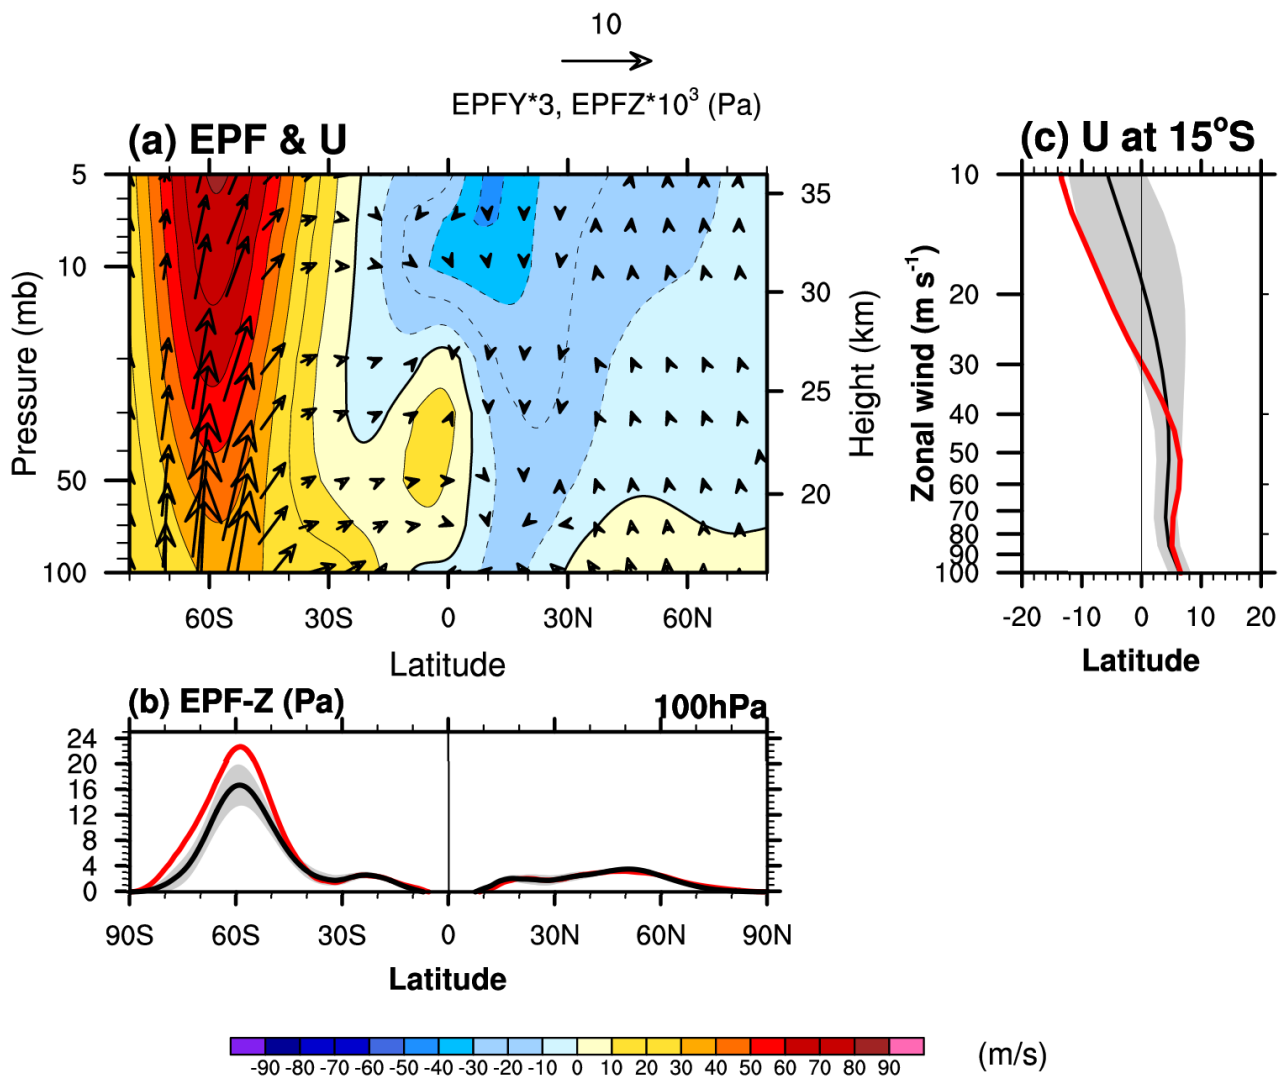 10
EPFY*3, EPFZ*10³ (Pa)
(a) EPF & U
5
10
50
100
Pressure (mb)
35
30
25
20
Height (km)
60S 30S 0 30N 60N
Latitude
(c) U at 15°S
10
20
30
40
50
60
70
80
90
100
Zonal wind (m s⁻¹)
-20 -10 0 10 20
Latitude
(b) EPF-Z (Pa) 100hPa
24
20
16
12
8
4
0
90S 60S 30S 0 30N 60N 90N
Latitude
-90 -80 -70 -60 -50 -40 -30 -20 -10 0 10 20 30 40 50 60 70 80 90
(m/s)